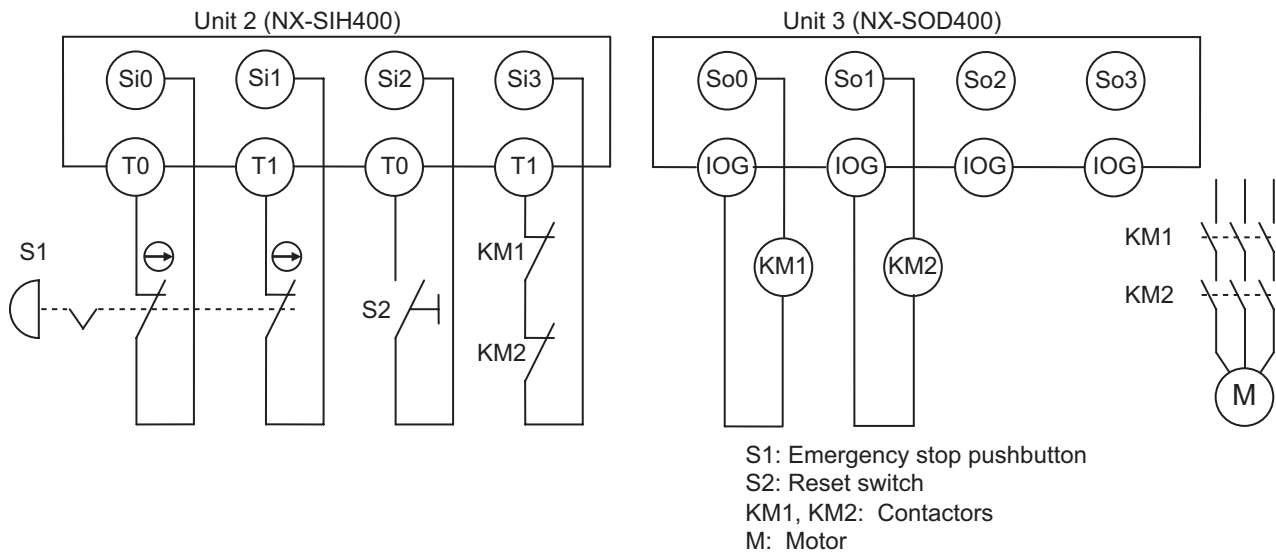 Unit 2 (NX-SIH400)
Unit 3 (NX-SOD400)
Si0 Si1 Si2 Si3
So0 So1 So2 So3
T0 T1 T0 T1
IOG IOG IOG IOG
S1
KM1
S2
KM2
KM1 KM2
KM1
KM2
M
S1: Emergency stop pushbutton
S2: Reset switch
KM1, KM2: Contactors
M: Motor